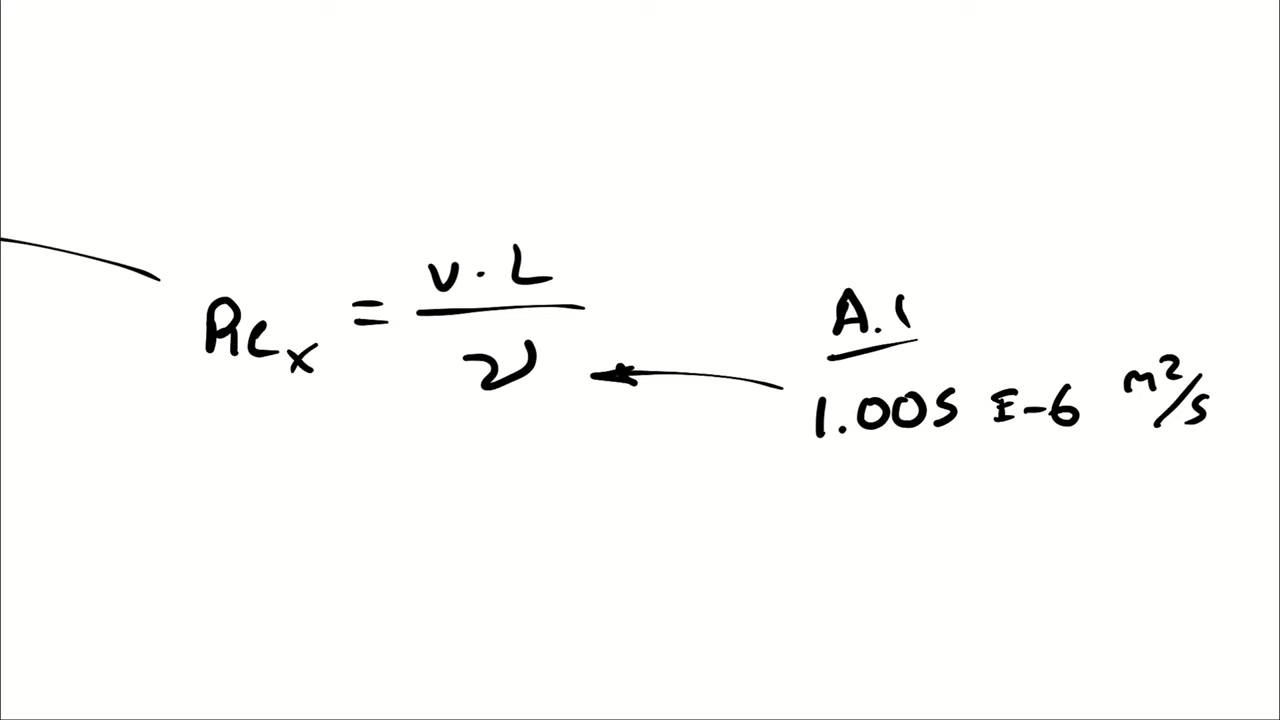 Re_x = v · L / ν
A.1
1.005 E-6 m²/s